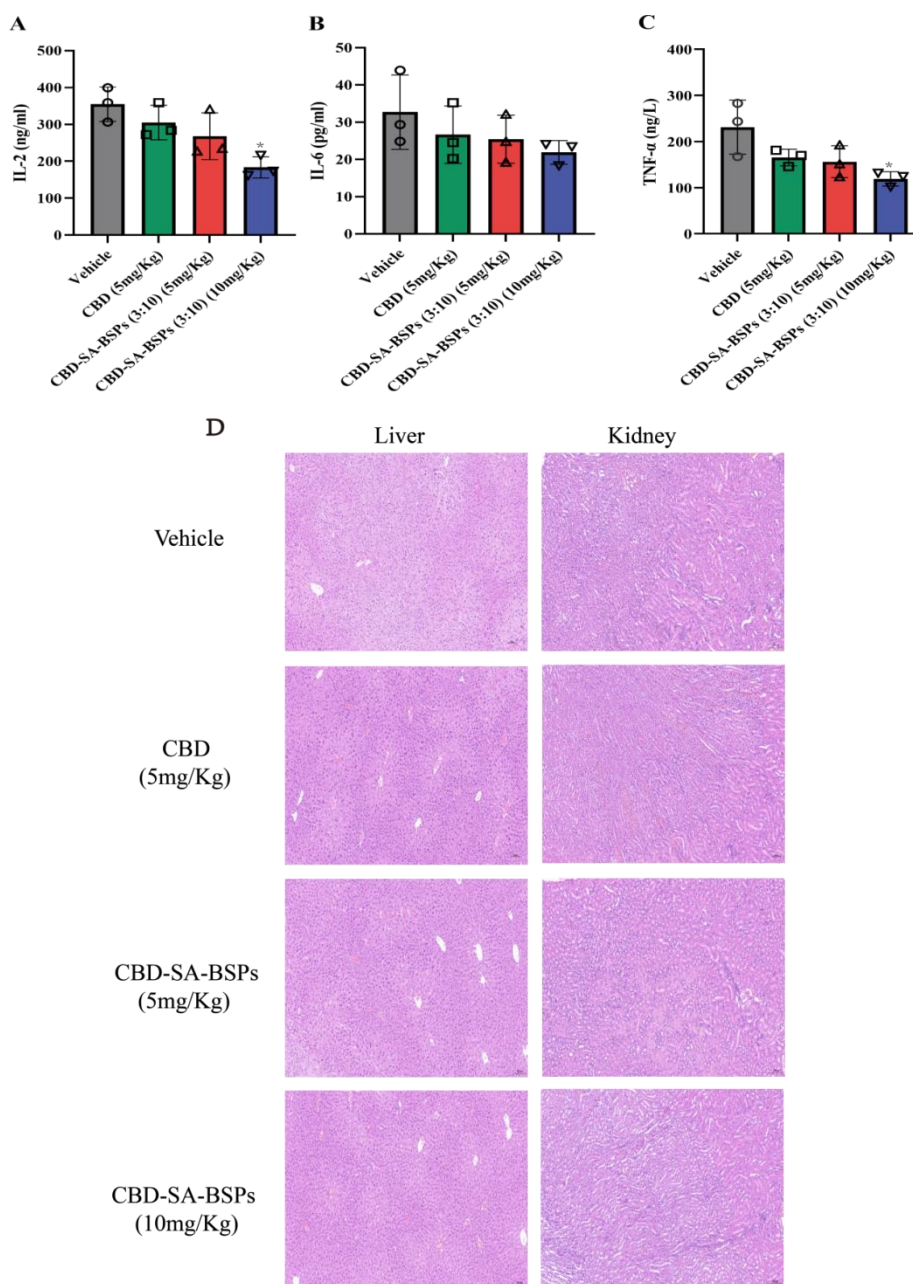 A
500
400
300
200
100
0
IL-2 (ng/ml)
*
Vehicle
CBD (5mg/Kg)
CBD-SA-BSPs (3:10) (5mg/Kg)
CBD-SA-BSPs (3:10) (10mg/Kg)
B
50
40
30
20
10
0
IL-6 (pg/ml)
Vehicle
CBD (5mg/Kg)
CBD-SA-BSPs (3:10) (5mg/Kg)
CBD-SA-BSPs (3:10) (10mg/Kg)
C
400
300
200
100
0
TNF-α (ng/L)
*
Vehicle
CBD (5mg/Kg)
CBD-SA-BSPs (3:10) (5mg/Kg)
CBD-SA-BSPs (3:10) (10mg/Kg)
D
Liver
Kidney
Vehicle
CBD
(5mg/Kg)
CBD-SA-BSPs
(5mg/Kg)
CBD-SA-BSPs
(10mg/Kg)